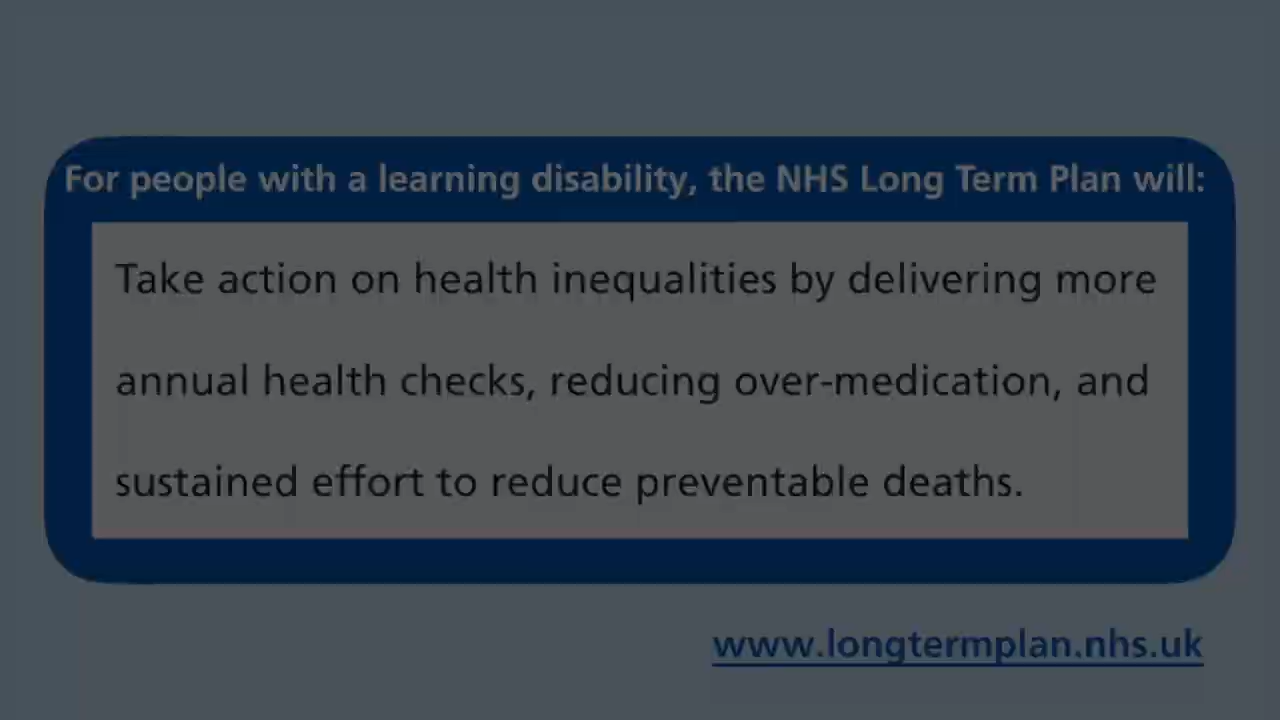 For people with a learning disability, the NHS Long Term Plan will:
Take action on health inequalities by delivering more
annual health checks, reducing over-medication, and
sustained effort to reduce preventable deaths.
www.longtermplan.nhs.uk